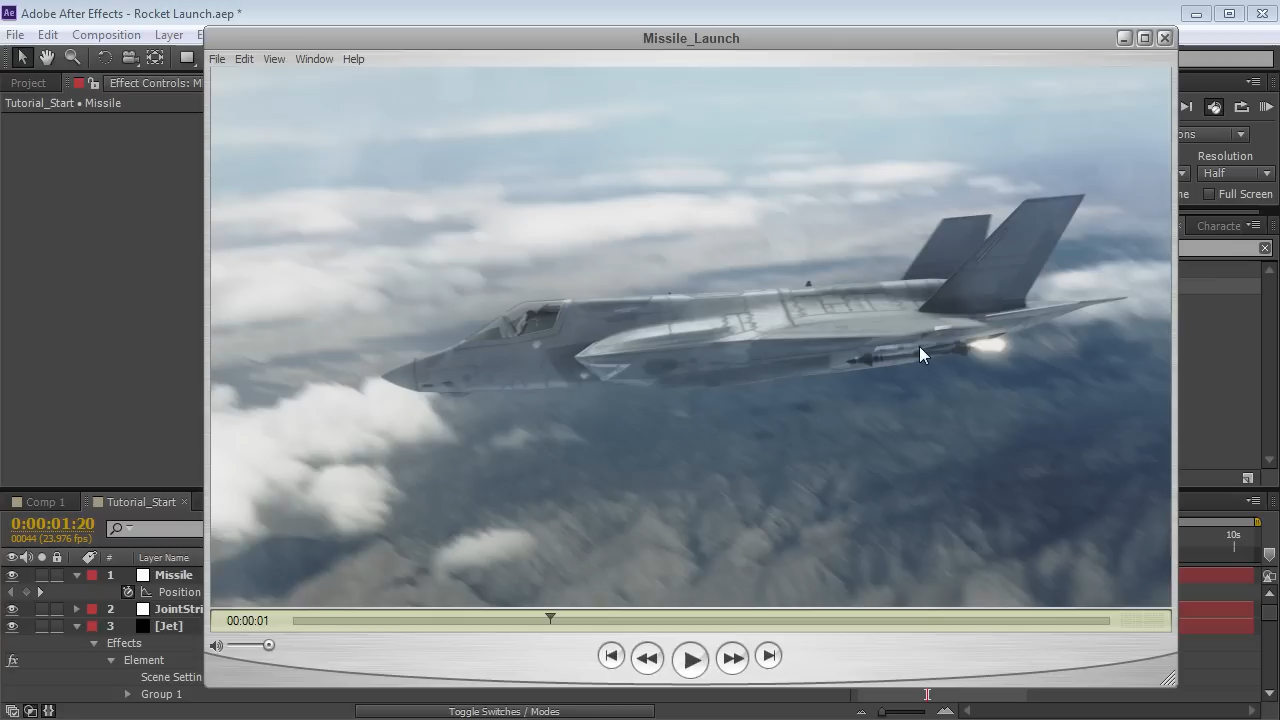 Ae Adobe After Effects - Rocket Launch.aep *
File Edit Composition Layer
Missile_Launch
File Edit View Window Help
Project
Effect Controls: M
Tutorial_Start • Missile
ons
Resolution
Half
Full Screen
Characte
Comp 1
Tutorial_Start ×
0:00:01:20
00044 (23.976 fps)
# Layer Name
10s
1 Missile
Position
2 JointStri
3 [Jet]
Effects
fx Element
Scene Settin
Group 1
00:00:01
Toggle Switches / Modes